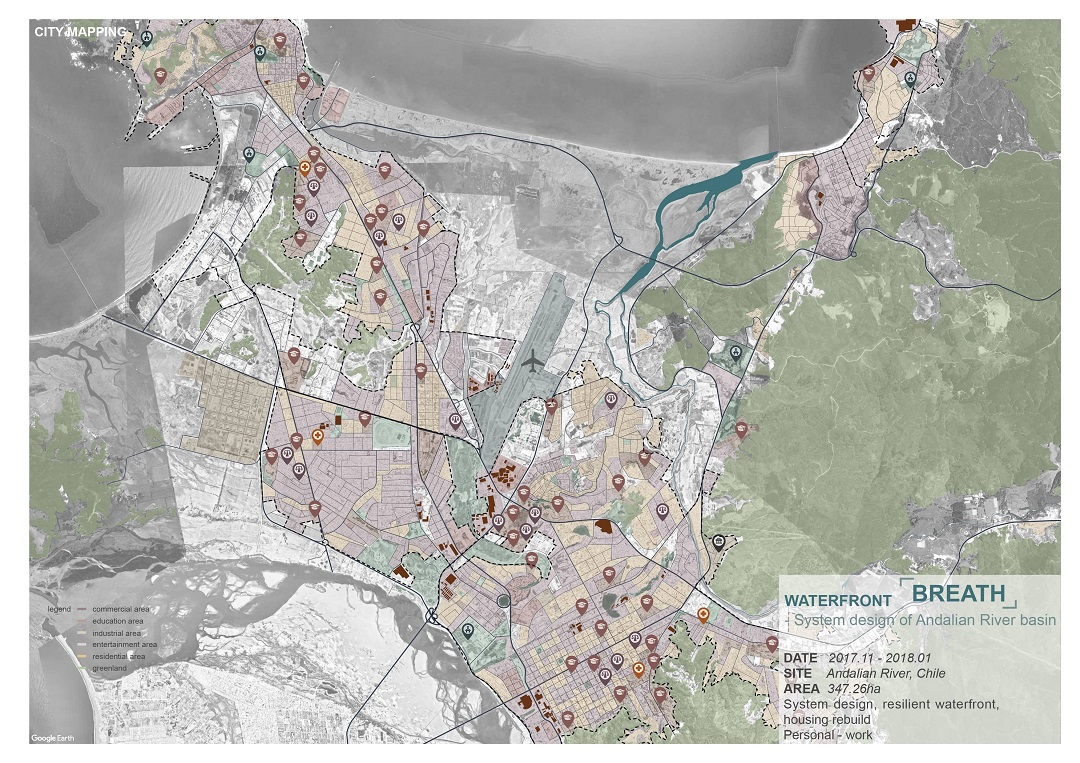 CITY MAPPING
legend
commercial area
education area
industrial area
entertainment area
residential area
greenland
WATERFRONT 「BREATH」
- System design of Andalian River basin
DATE 2017.11 - 2018.01
SITE Andalian River, Chile
AREA 347.26ha
System design, resilient waterfront,
housing rebuild
Personal - work
Google Earth